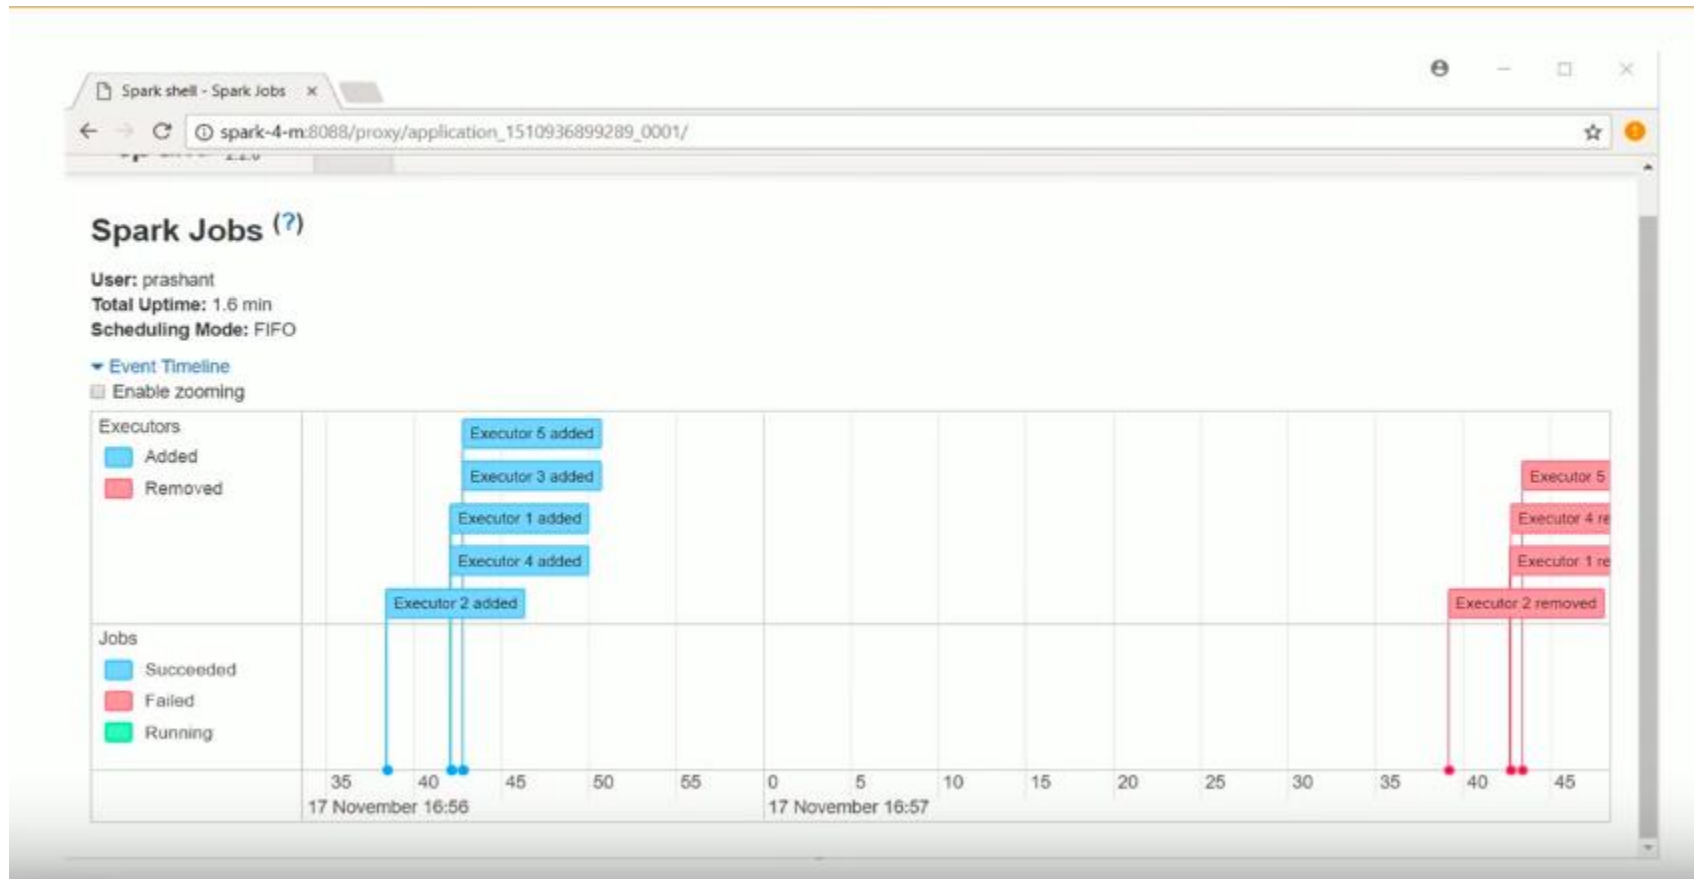 Spark shell - Spark Jobs
spark-4-m:8088/proxy/application_1510936899289_0001/
2.2.0
Spark Jobs (?)
User: prashant
Total Uptime: 1.6 min
Scheduling Mode: FIFO
Event Timeline
Enable zooming
Executors
Added
Removed
Executor 5 added
Executor 3 added
Executor 1 added
Executor 4 added
Executor 2 added
Executor 5
Executor 4 re
Executor 1 re
Executor 2 removed
Jobs
Succeeded
Failed
Running
35 40 45 50 55 0 5 10 15 20 25 30 35 40 45
17 November 16:56 17 November 16:57